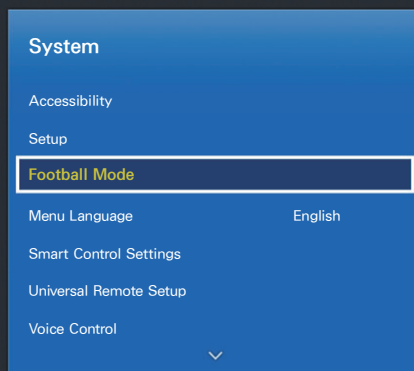 System
Accessibility
Setup
Football Mode
Menu Language English
Smart Control Settings
Universal Remote Setup
Voice Control